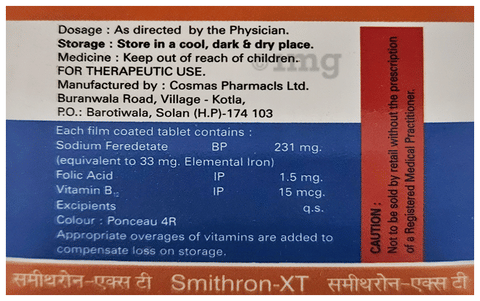 Dosage : As directed by the Physician.
Storage : Store in a cool, dark & dry place.
Medicine : Keep out of reach of children.
FOR THERAPEUTIC USE.
Manufactured by : Cosmas Pharmacls Ltd.
Buranwala Road, Village - Kotla,
P.O.: Barotiwala, Solan (H.P)-174 103
1mg
Each film coated tablet contains :
Sodium Feredetate BP 231 mg.
(equivalent to 33 mg. Elemental Iron)
Folic Acid IP 1.5 mg.
Vitamin B₁₂ IP 15 mcg.
Excipients q.s.
Colour : Ponceau 4R
Appropriate overages of vitamins are added to
compensate loss on storage.
CAUTION :
Not to be sold by retail without the prescription
of a Registered Medical Practitioner.
समीथरोन-एक्स टी Smithron-XT समीथरोन-एक्स टी